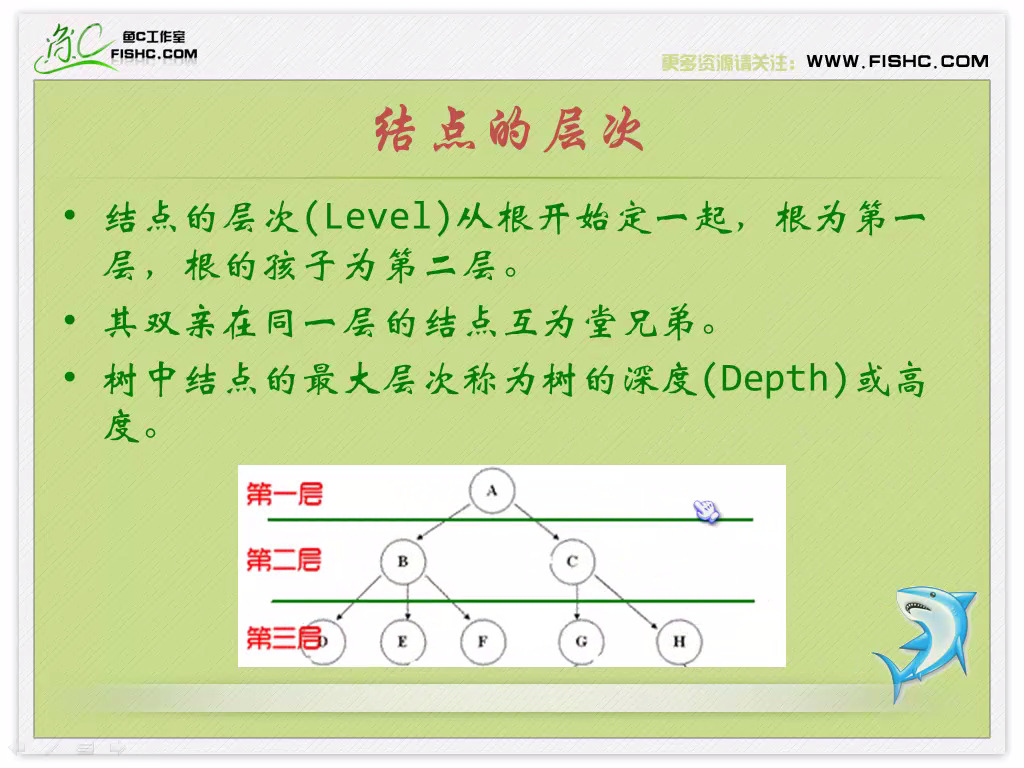 鱼C工作室
FISHC.COM
更多资源请关注：WWW.FISHC.COM
结点的层次
• 结点的层次(Level)从根开始定一起，根为第一
层，根的孩子为第二层。
• 其双亲在同一层的结点互为堂兄弟。
• 树中结点的最大层次称为树的深度(Depth)或高
度。
第一层 A
第二层 B C
第三层 D E F G H